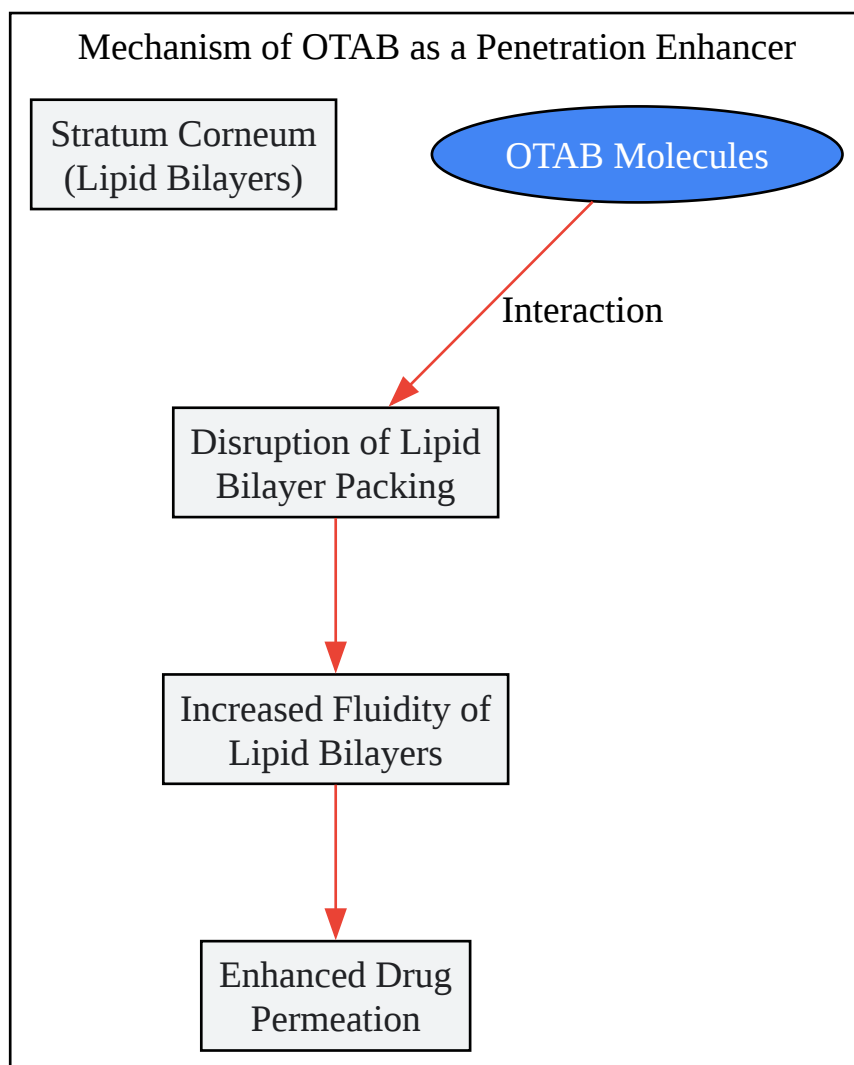 Mechanism of OTAB as a Penetration Enhancer
Stratum Corneum
(Lipid Bilayers)
OTAB Molecules
Interaction
Disruption of Lipid
Bilayer Packing
Increased Fluidity of
Lipid Bilayers
Enhanced Drug
Permeation